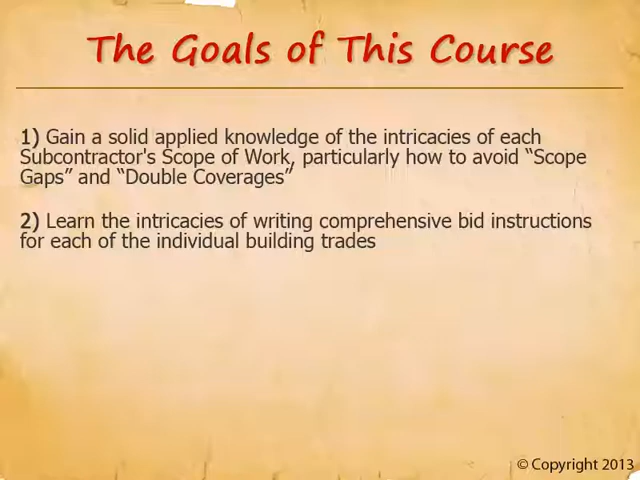 The Goals of This Course
1) Gain a solid applied knowledge of the intricacies of each
Subcontractor's Scope of Work, particularly how to avoid “Scope
Gaps” and “Double Coverages”
2) Learn the intricacies of writing comprehensive bid instructions
for each of the individual building trades
© Copyright 2013